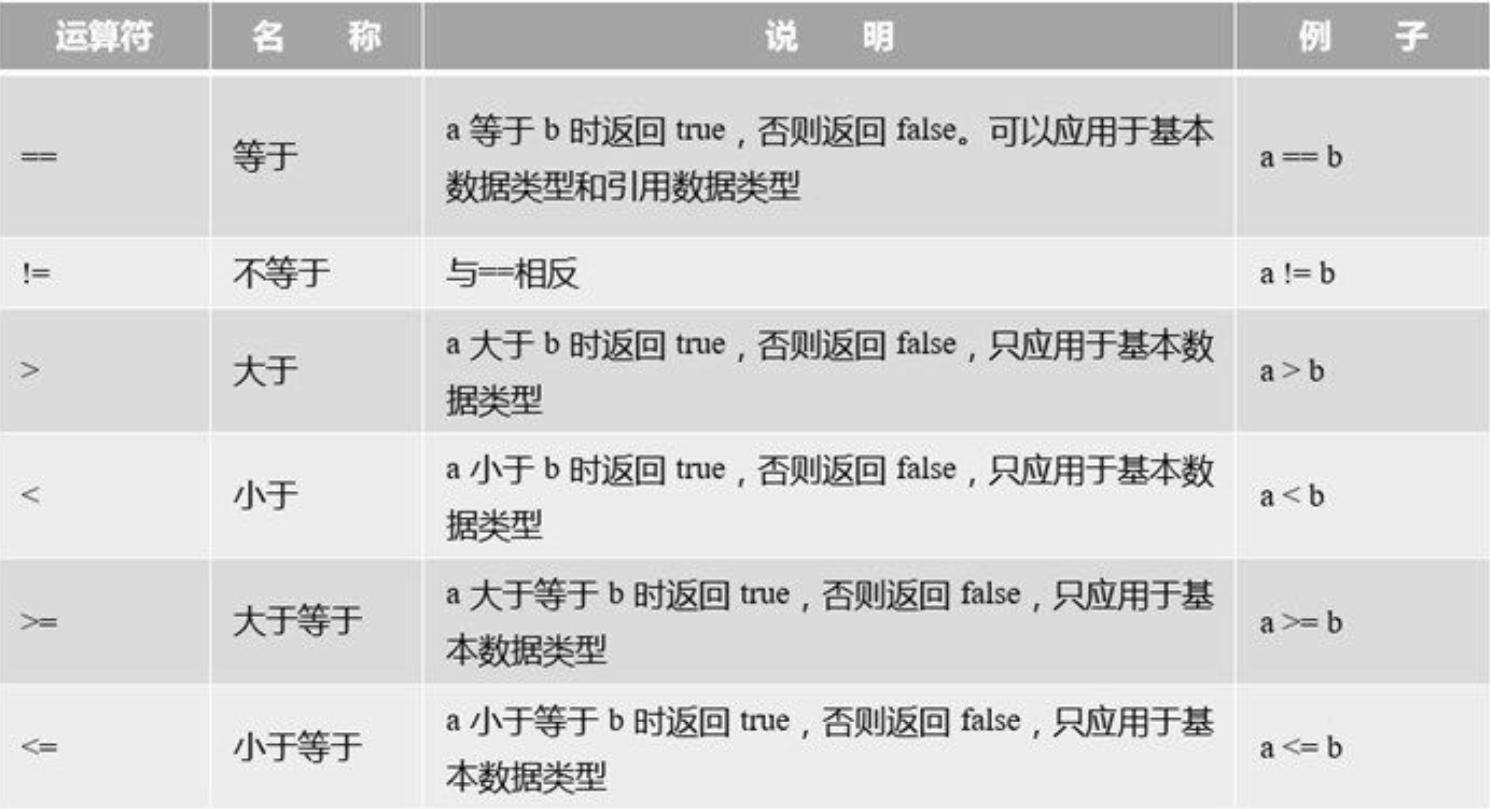 运算符 名 称 说 明 例 子
== 等于 a 等于 b 时返回 true，否则返回 false。可以应用于基本
数据类型和引用数据类型 a == b
!= 不等于 与==相反 a != b
> 大于 a 大于 b 时返回 true，否则返回 false，只应用于基本数
据类型 a > b
< 小于 a 小于 b 时返回 true，否则返回 false，只应用于基本数
据类型 a < b
>= 大于等于 a 大于等于 b 时返回 true，否则返回 false，只应用于基
本数据类型 a >= b
<= 小于等于 a 小于等于 b 时返回 true，否则返回 false，只应用于基
本数据类型 a <= b